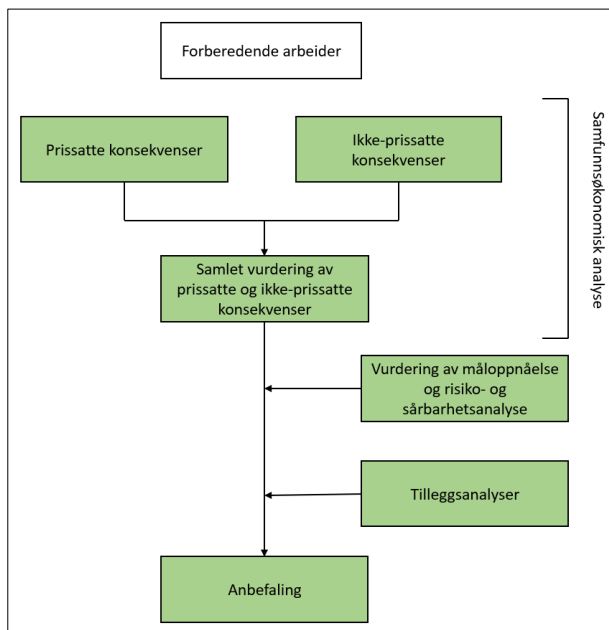 Forberedende arbeider
Prissatte konsekvenser
Ikke-prissatte
konsekvenser
Samfunnsøkonomisk analyse
Samlet vurdering av
prissatte og ikke-prissatte
konsekvenser
Vurdering av måloppnåelse
og risiko- og
sårbarhetsanalyse
Tilleggsanalyser
Anbefaling